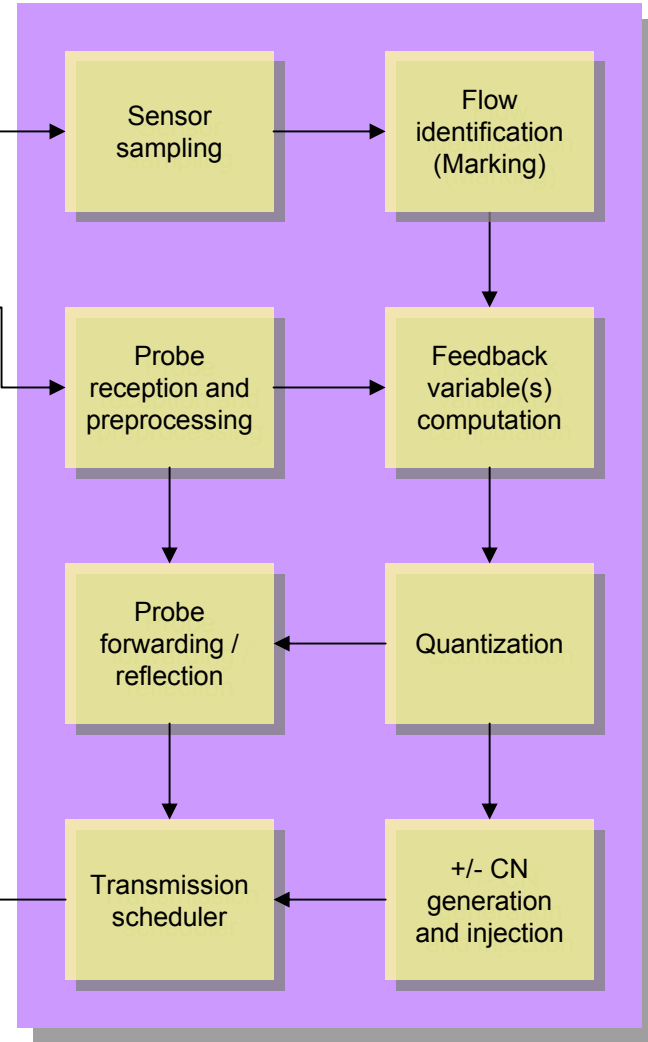 Sensor
sampling
Flow
identification
(Marking)
Probe
reception and
preprocessing
Feedback
variable(s)
computation
Probe
forwarding /
reflection
Quantization
Transmission
scheduler
+/- CN
generation
and injection